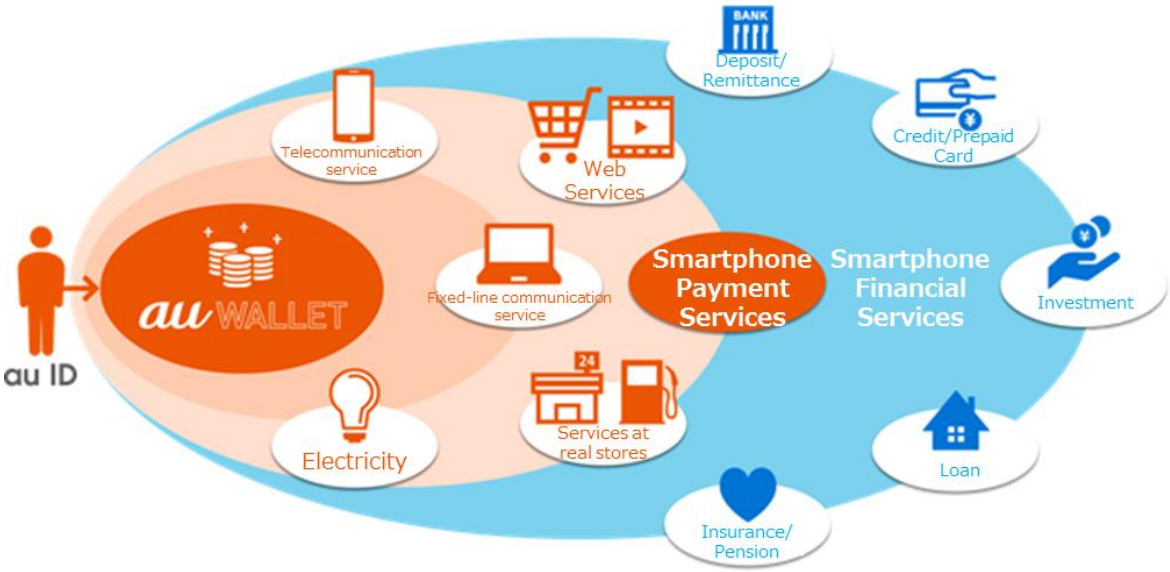 BANK
Deposit/
Remittance
Credit/Prepaid
Card
Telecommunication
service
Web
Services
au ID
au WALLET
Fixed-line communication
service
Smartphone
Payment
Services
Smartphone
Financial
Services
¥
¥
Investment
24
Services at
real stores
Electricity
Loan
Insurance/
Pension